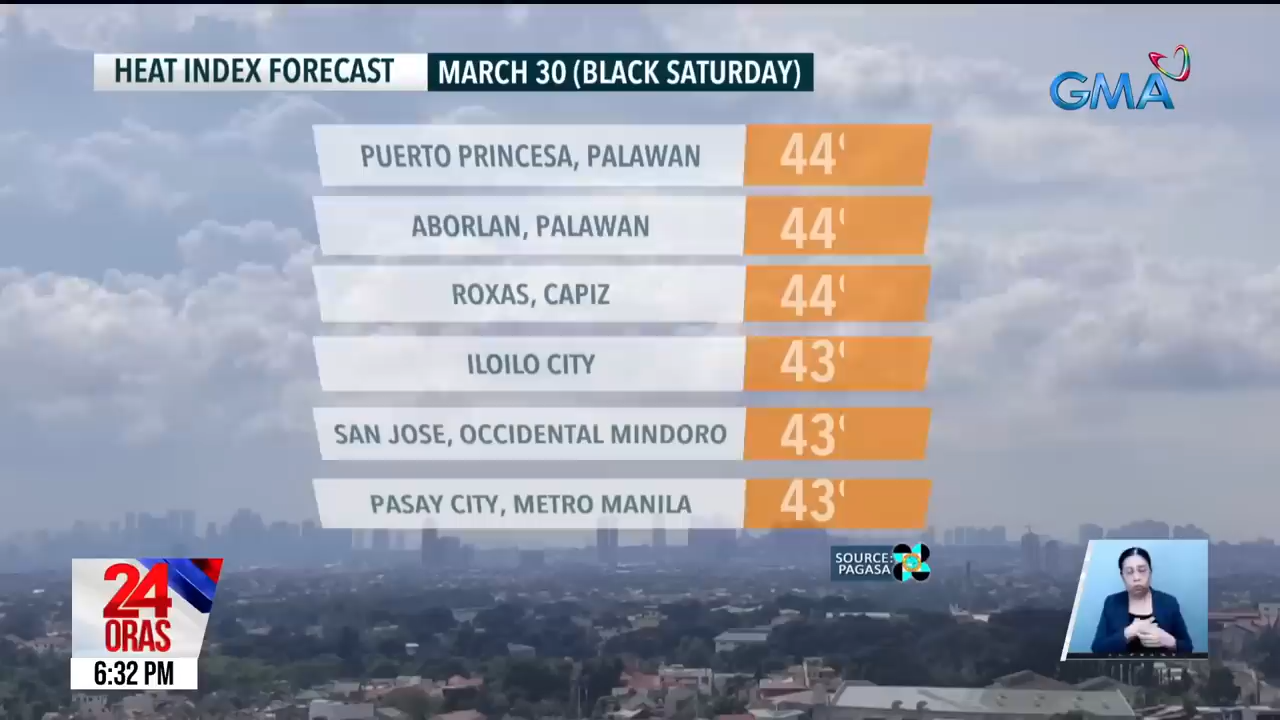 HEAT INDEX FORECAST MARCH 30 (BLACK SATURDAY)
GMA
PUERTO PRINCESA, PALAWAN 44°
ABORLAN, PALAWAN 44°
ROXAS, CAPIZ 44°
ILOILO CITY 43°
SAN JOSE, OCCIDENTAL MINDORO 43°
PASAY CITY, METRO MANILA 43°
SOURCE:
PAGASA
24
ORAS
6:32 PM